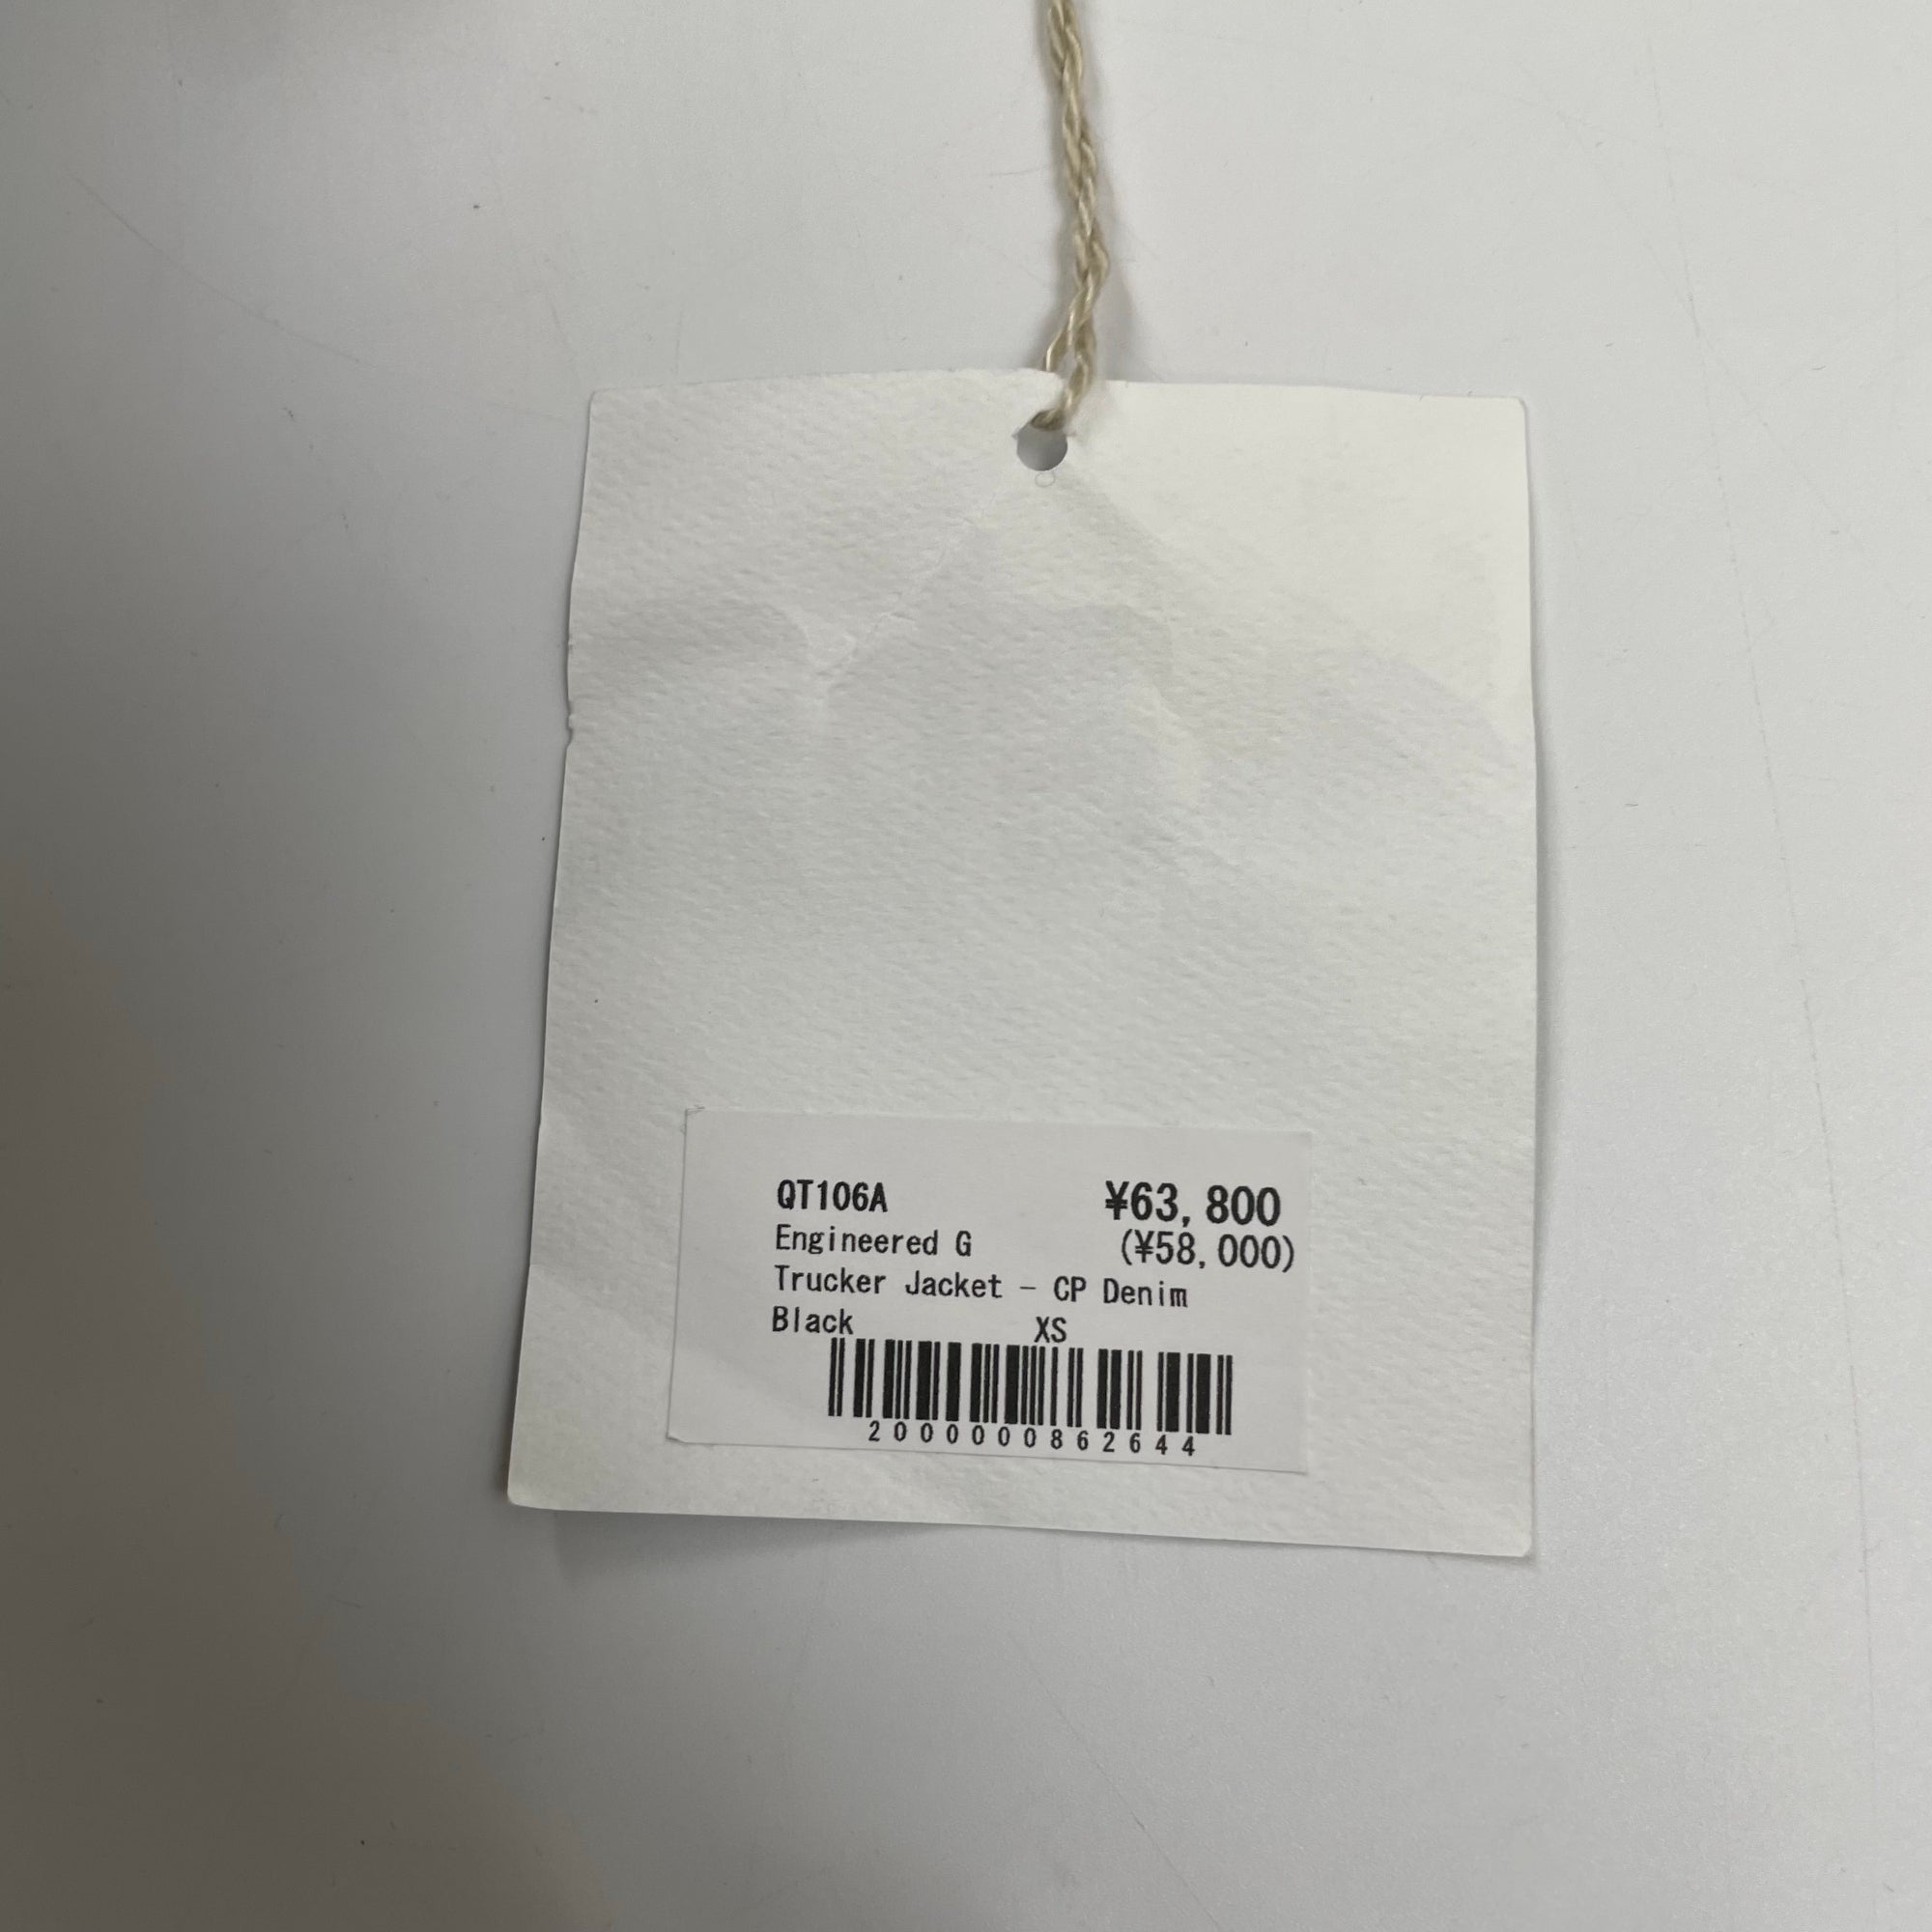 QT106A ¥63,800
Engineered G (¥58,000)
Trucker Jacket - CP Denim
Black XS
2000000862644